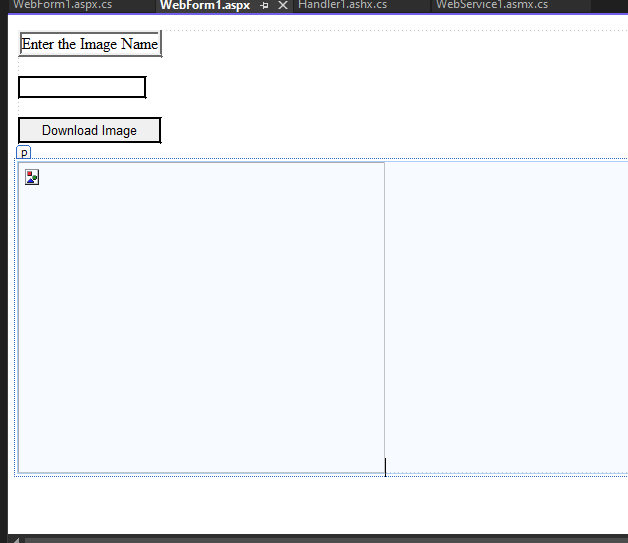 WebForm1.aspx.cs WebForm1.aspx Handler1.ashx.cs WebService1.asmx.cs
Enter the Image Name
Download Image
p